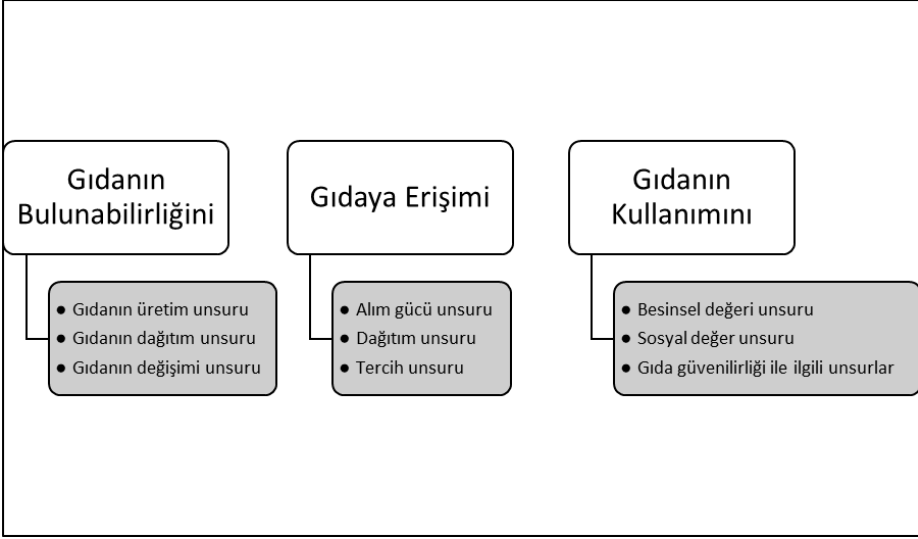 Gıdanın
Bulunabilirliğini
● Gıdanın üretim unsuru
● Gıdanın dağıtım unsuru
● Gıdanın değişimi unsuru
Gıdaya Erişimi
● Alım gücü unsuru
● Dağıtım unsuru
● Tercih unsuru
Gıdanın
Kullanımını
● Besinsel değeri unsuru
● Sosyal değer unsuru
● Gıda güvenilirliği ile ilgili unsurlar